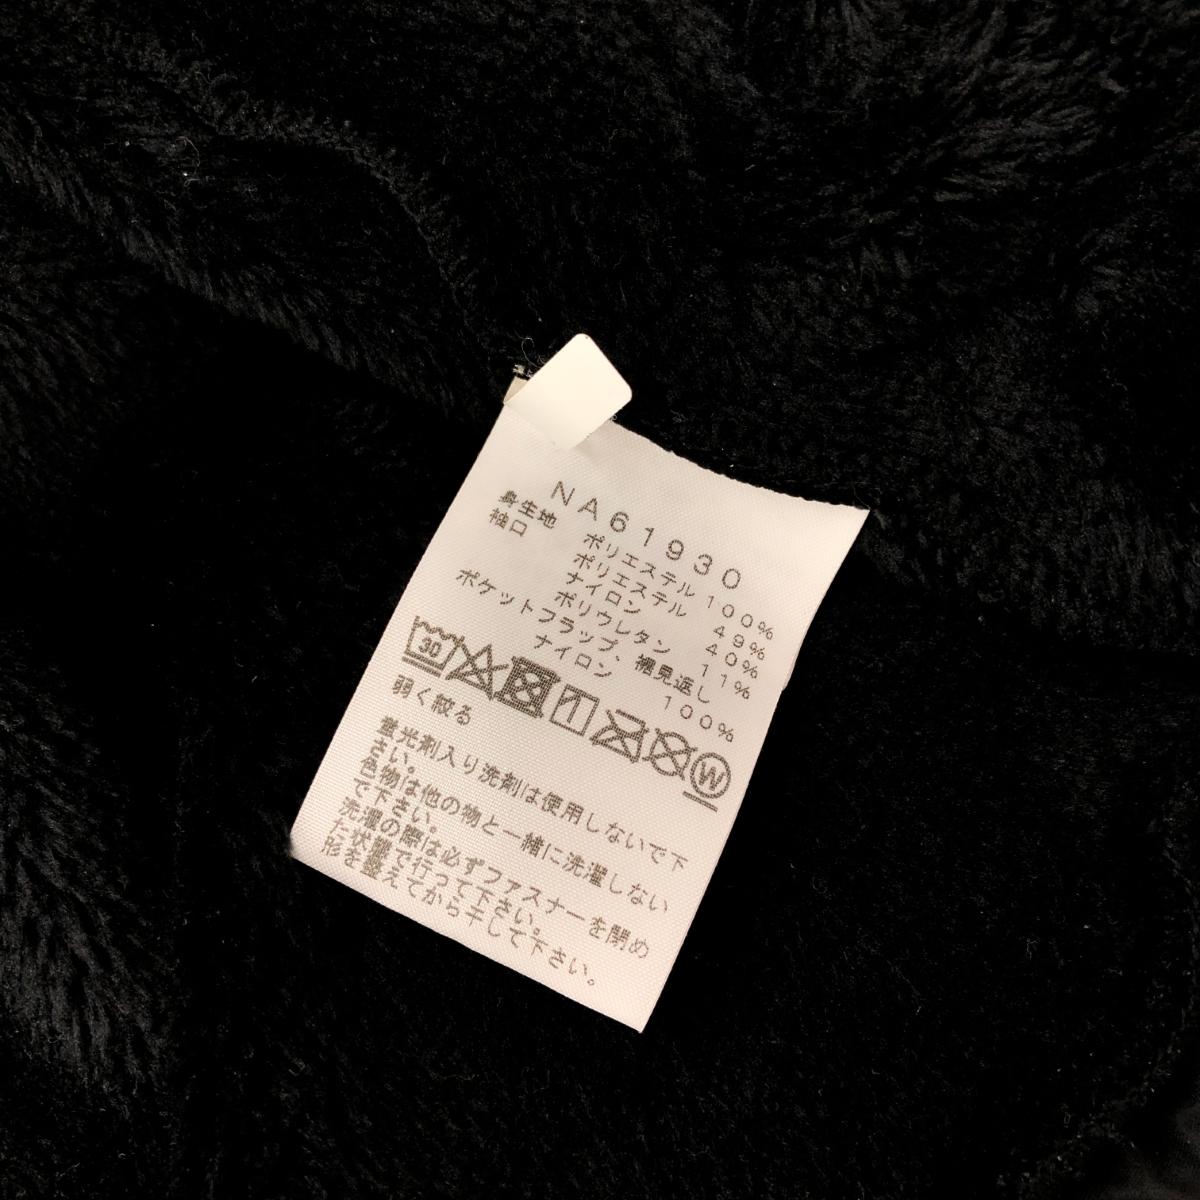 NA61930
身生地 ポリエステル 100%
袖口 ポリエステル 49%
ナイロン 40%
ポリウレタン 11%
ポケットフラップ、裾見返し
ナイロン 100%
30 W
弱く絞る
蛍光剤入り洗剤は使用しないで下
さい。
色物は他の物と一緒に洗濯しない
で下さい。
洗濯の際は必ずファスナーを閉め
た状態で行って下さい。
形を整えてから干して下さい。